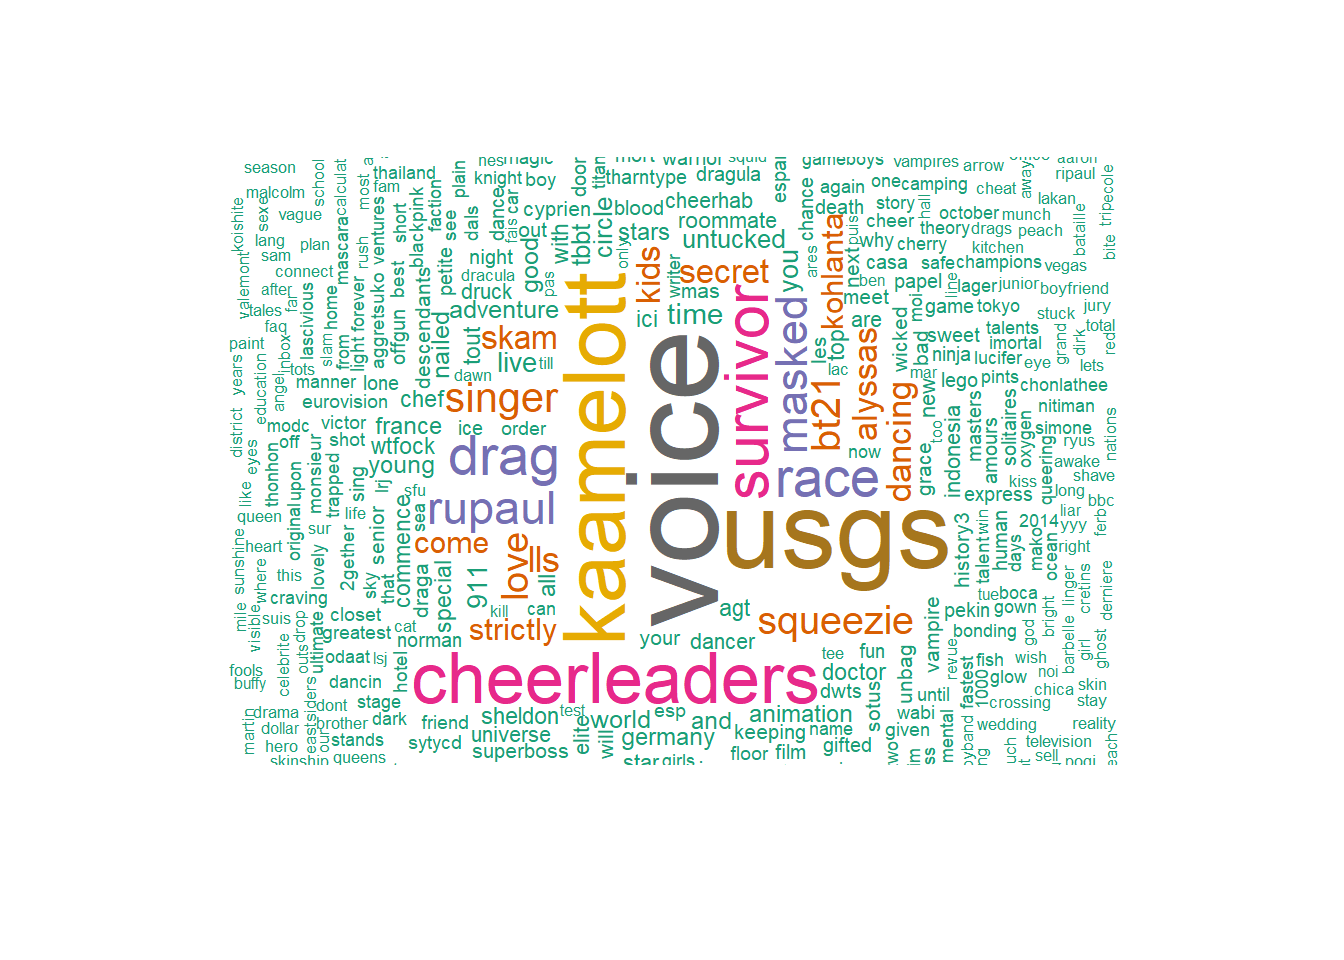 season
malcolm
sexe
koishite
vague
school
calculat
mascara
most
a
thailand
fam
ventures
rush
plan
lang
sam
connect
valemont
after
far
tales
faq
tots
inbox
lascivious
slam
home
from
light
forever
aggretsuko
best
short
offgun
blackpink
descendants
faction
petite
see
plain
dals
knight
boy
magic
dance
fais
car
out
cyprien
night
dracula
druck
good
with
pas
adventure
tbbt
door
circle
titan
tharntype
blood
stars
only
warrior
squid
dragula
cheerhab
roommate
untucked
kids
writer
secret
mas
ici
time
espai
gameboys
vampires
arrow
aaron
ripaul
away
again
one
camping
cheat
lakan
chance
death
story
hall
october
munch
puis
cheer
theory
drags
peach
bataille
tripecole
bite
you
ares
next
why
cherry
kitchen
kohlanta
ben
casa
safe
champions
vegas
meet
papel
line
lager
junior
boyfriend
are
moi
game
tokyo
stuck
jury
les
top
lac
alyssas
wicked
bad
mar
sweet
talents
imortal
grand
dirk
total
red
ninja
lucifer
eye
lets
new
lego
pints
chonlathee
too
masters
nitiman
now
grace
indonesia
amours
solitaires
oxygen
simone
nations
ryus
queering
awake
kiss
shave
express
long
bbc
liar
ferbc
paint
years
district
education
angel
manner
lone
eurovision
nailed
tout
skam
live
till
dawn
chef
singer
modc
victor
france
ice
order
off
shot
wtfock
young
drag
kaamelott
voice
survivor
masked
bt21
dancing
race
usgs
eyes
like
thonhon
monsieur
trapped
sing
lrj
sfu
rupaul
queen
upon
original
sur
life
senior
commence
sea
come
love
lls
history3
talent
win
human
days
2014
mako
ocean
yyy
right
sunshine
heart
where
this
lovely
2gether
sky
that
draga
special
911
kill
can
all
tue
boca
bright
linger
cretins
derniere
mile
visible
craving
suis
closet
greatest
cat
norman
strictly
agt
squeezie
vampire
pekin
gown
god
barbelle
girl
ghost
your
dancer
bonding
fools
buffy
celebrite
outs
drop
ultimate
odaat
lsj
hotel
cheerleaders
tee
fun
doctor
dwts
unbag
revue
fish
wish
noi
fastest
1000
glow
chica
skin
dancin
martin
drama
dollar
hero
eastsiders
our
dont
stage
brother
dark
stands
skinship
queens
friend
sytycd
sheldon
universe
superboss
test
elite
world
will
esp
and
germany
star
girls
animation
keeping
name
floor
film
gifted
sotus
until
wabi
given
mental
crossing
stay
wedding
reality
television
sell
pogi